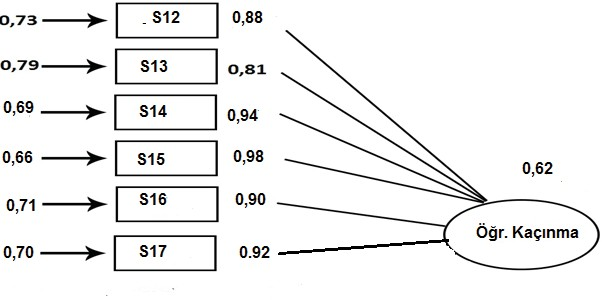 0,73 S12 0,88
0,79 S13 0,81
0,69 S14 0,94
0,66 S15 0,98
0,62
0,71 S16 0,90
Öğr. Kaçınma
0,70 S17 0.92